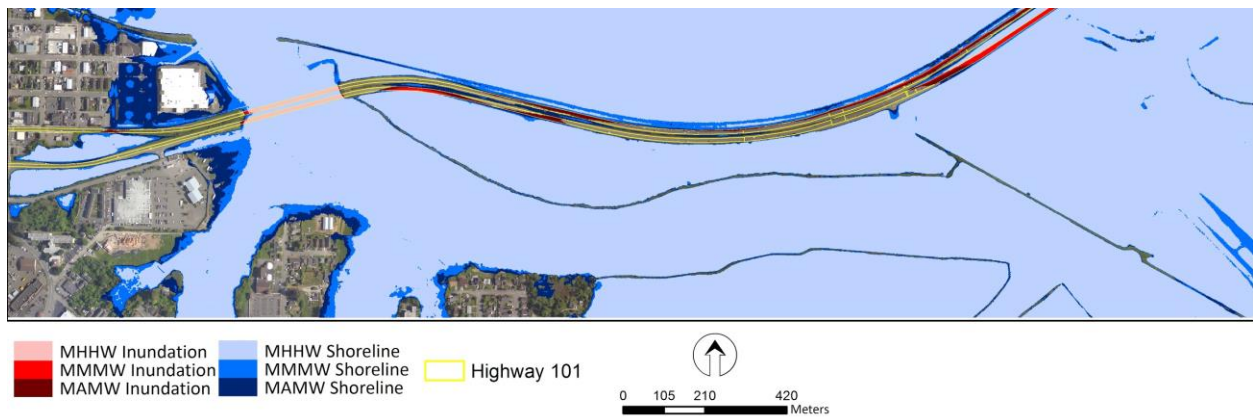 MHHW Inundation
MMMW Inundation
MAMW Inundation
MHHW Shoreline
MMMW Shoreline
MAMW Shoreline
Highway 101
0 105 210 420
Meters